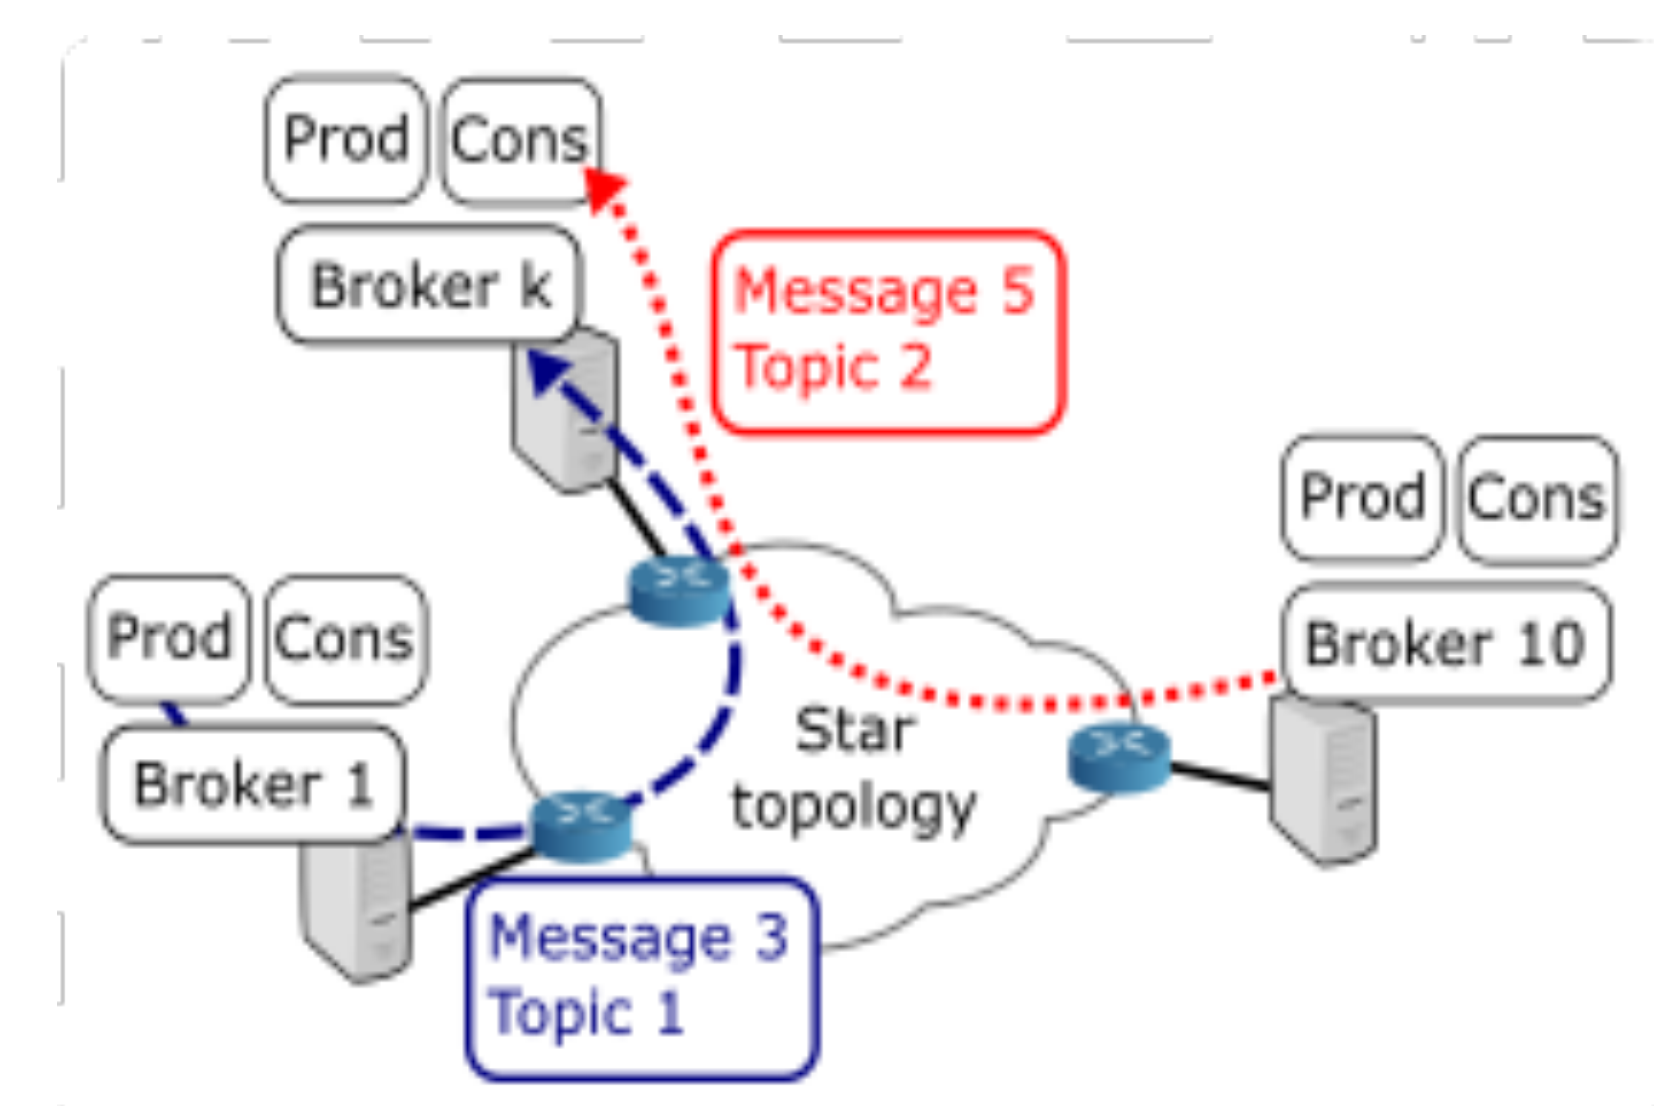 Prod Cons
Broker k
Message 5
Topic 2
Prod Cons
Broker 10
Prod Cons
Broker 1
Star
topology
Message 3
Topic 1